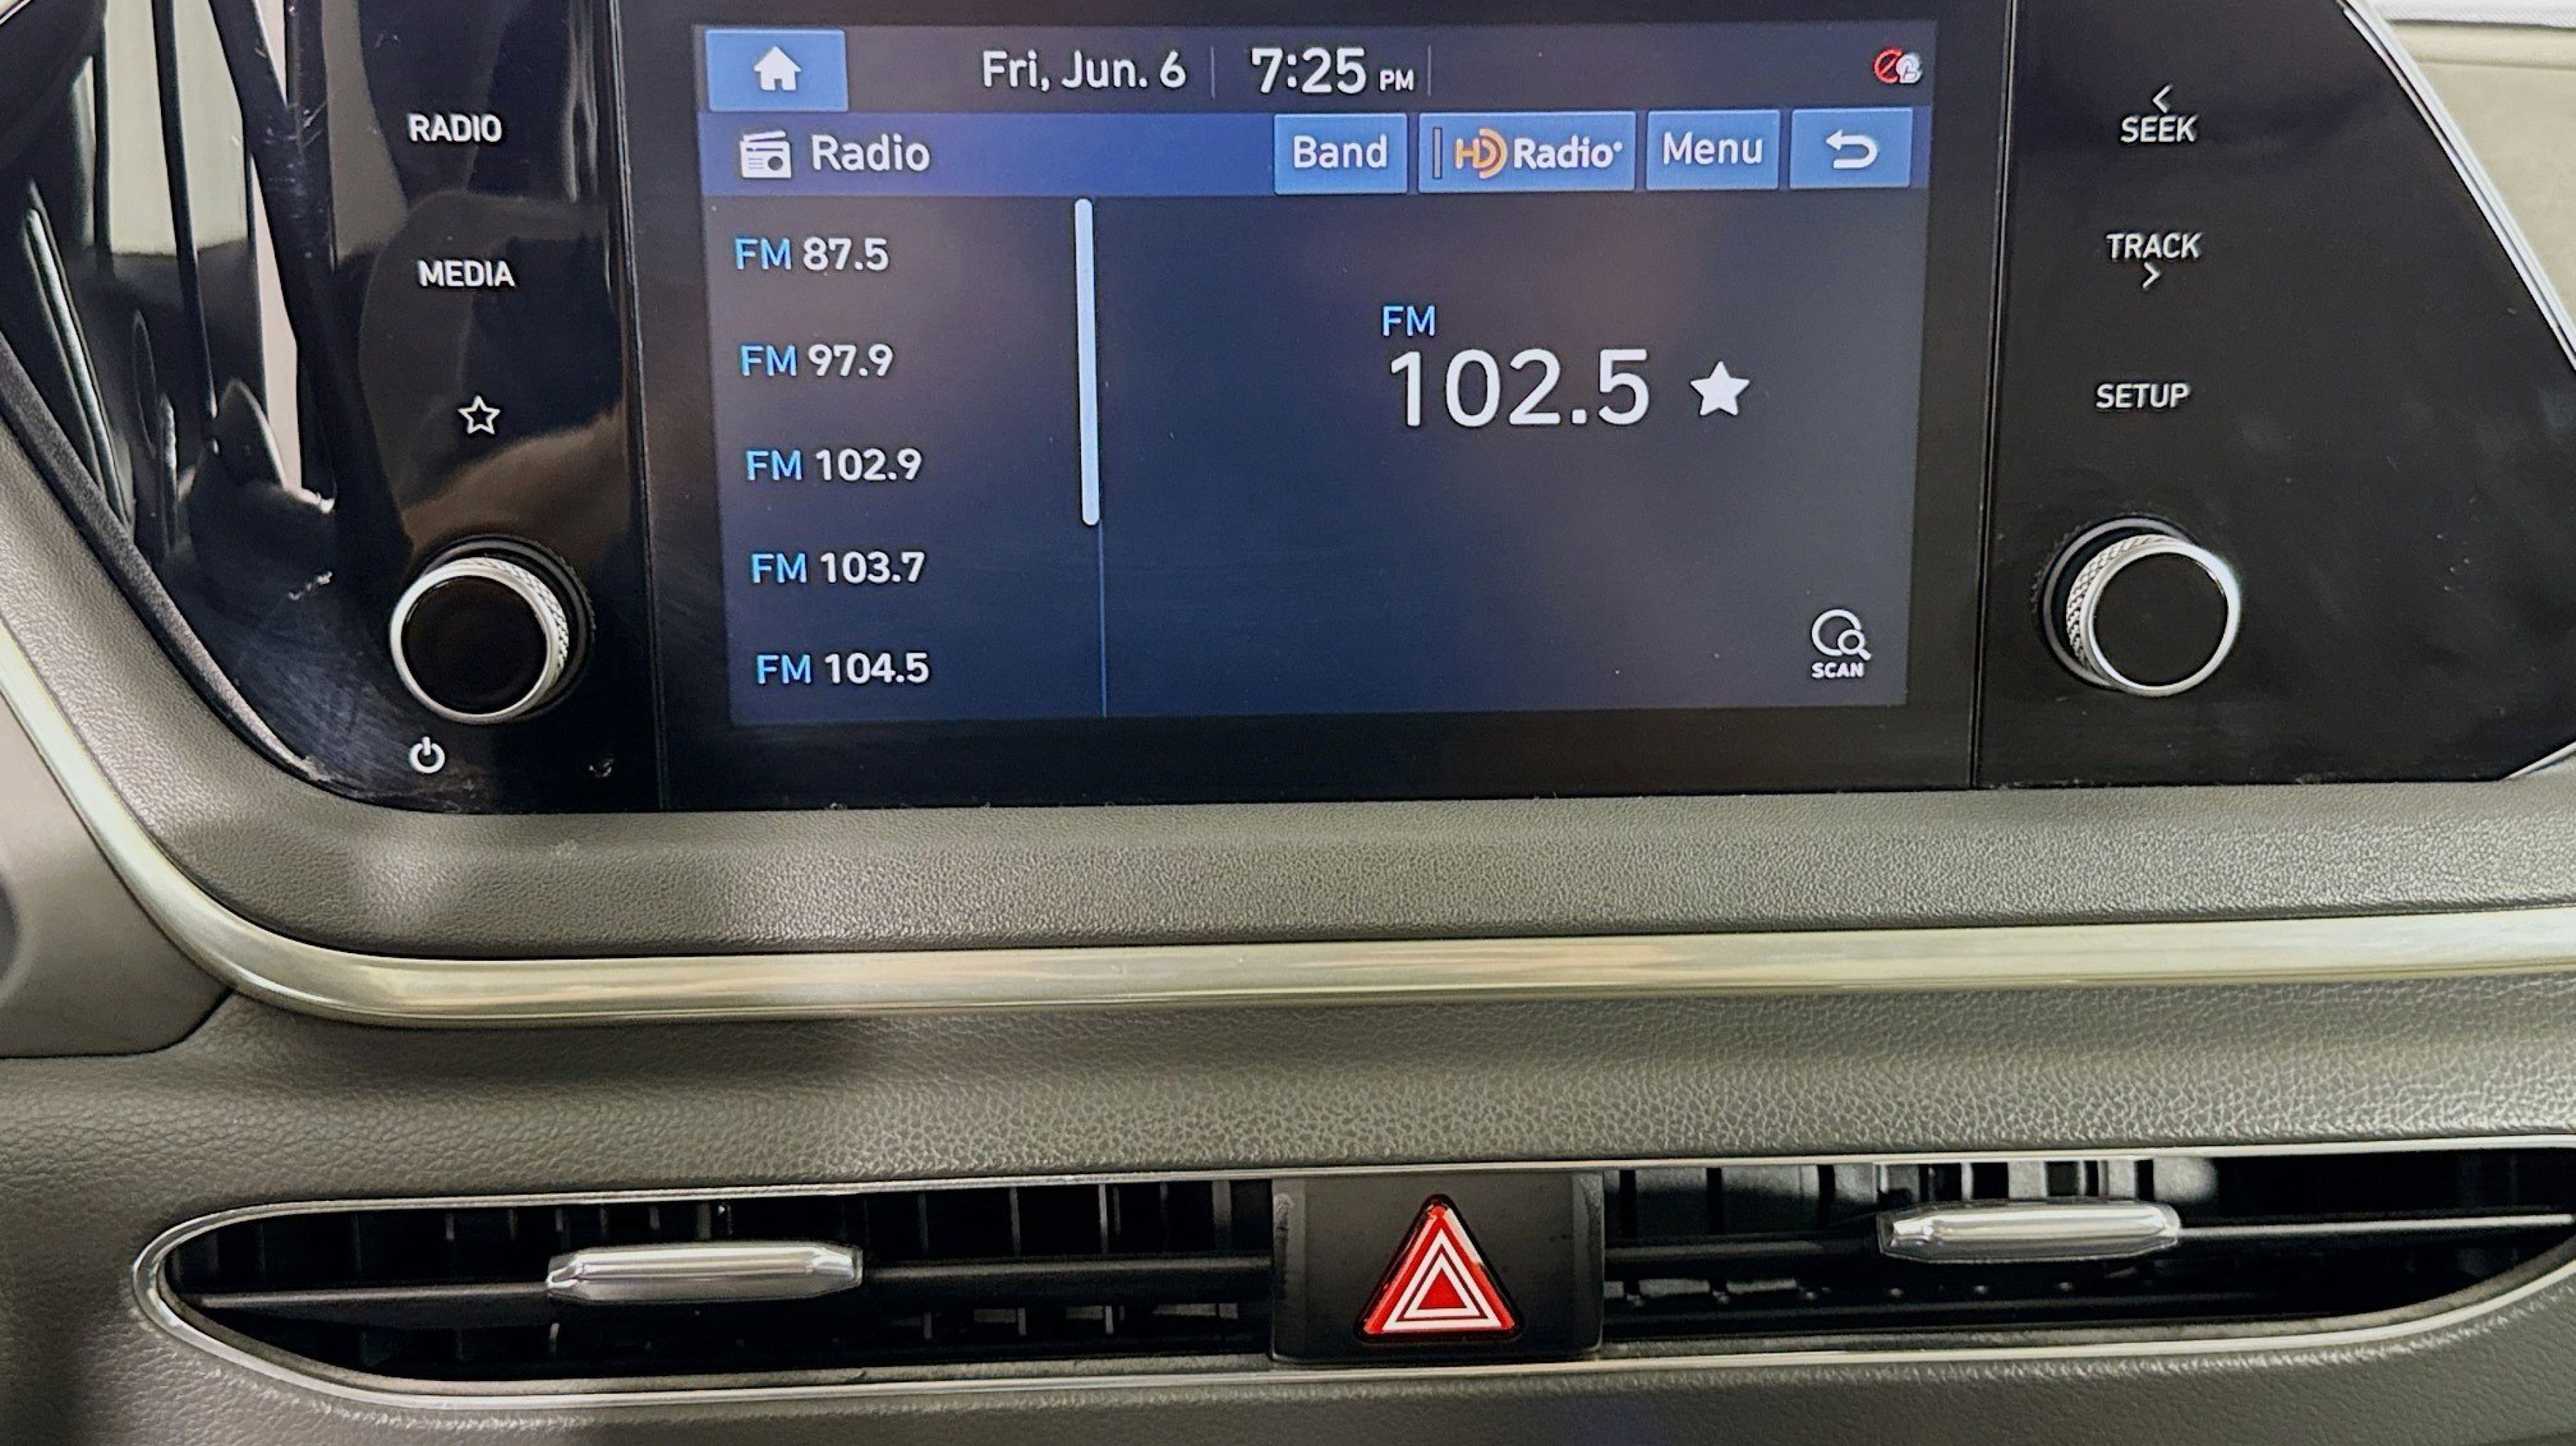 Fri, Jun. 6 7:25 PM
Radio Band HD Radio Menu
FM 87.5
FM 97.9
FM 102.9
FM 103.7
FM 104.5
FM
102.5
SCAN
RADIO
MEDIA
SEEK
TRACK
SETUP